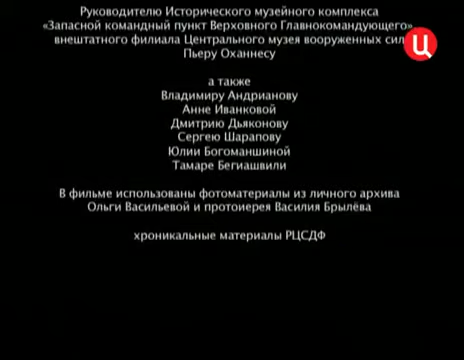 Руководителю Исторического музейного комплекса
«Запасной командный пункт Верховного Главнокомандующего»
внештатного филиала Центрального музея вооруженных сил
Пьеру Оханнесу
а также
Владимиру Андрианову
Анне Иванковой
Дмитрию Дьяконову
Сергею Шарапову
Юлии Богоманшиной
Тамаре Бегиашвили
В фильме использованы фотоматериалы из личного архива
Ольги Васильевой и протоиерея Василия Брылёва
хроникальные материалы РЦСДФ
Ц